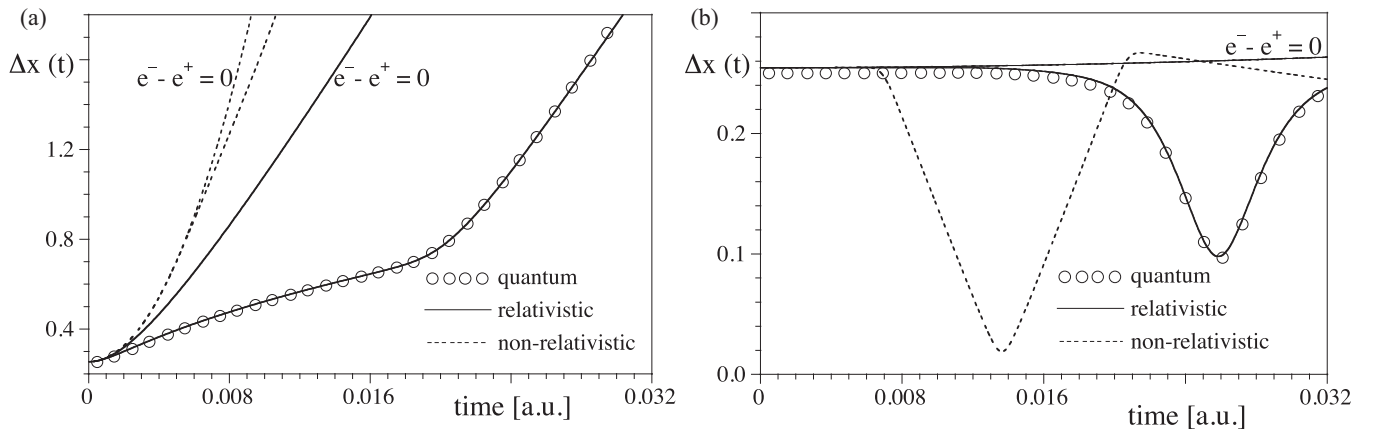 (a)
Δx (t)
e⁻- e⁺ = 0
e⁻- e⁺ = 0
1.2
0.8
0.4
quantum
relativistic
non-relativistic
0
0.008
0.016
0.032
time [a.u.]
(b)
Δx (t)
e⁻- e⁺ = 0
0.2
0.1
0.0
quantum
relativistic
non-relativistic
0
0.008
0.016
0.032
time [a.u.]